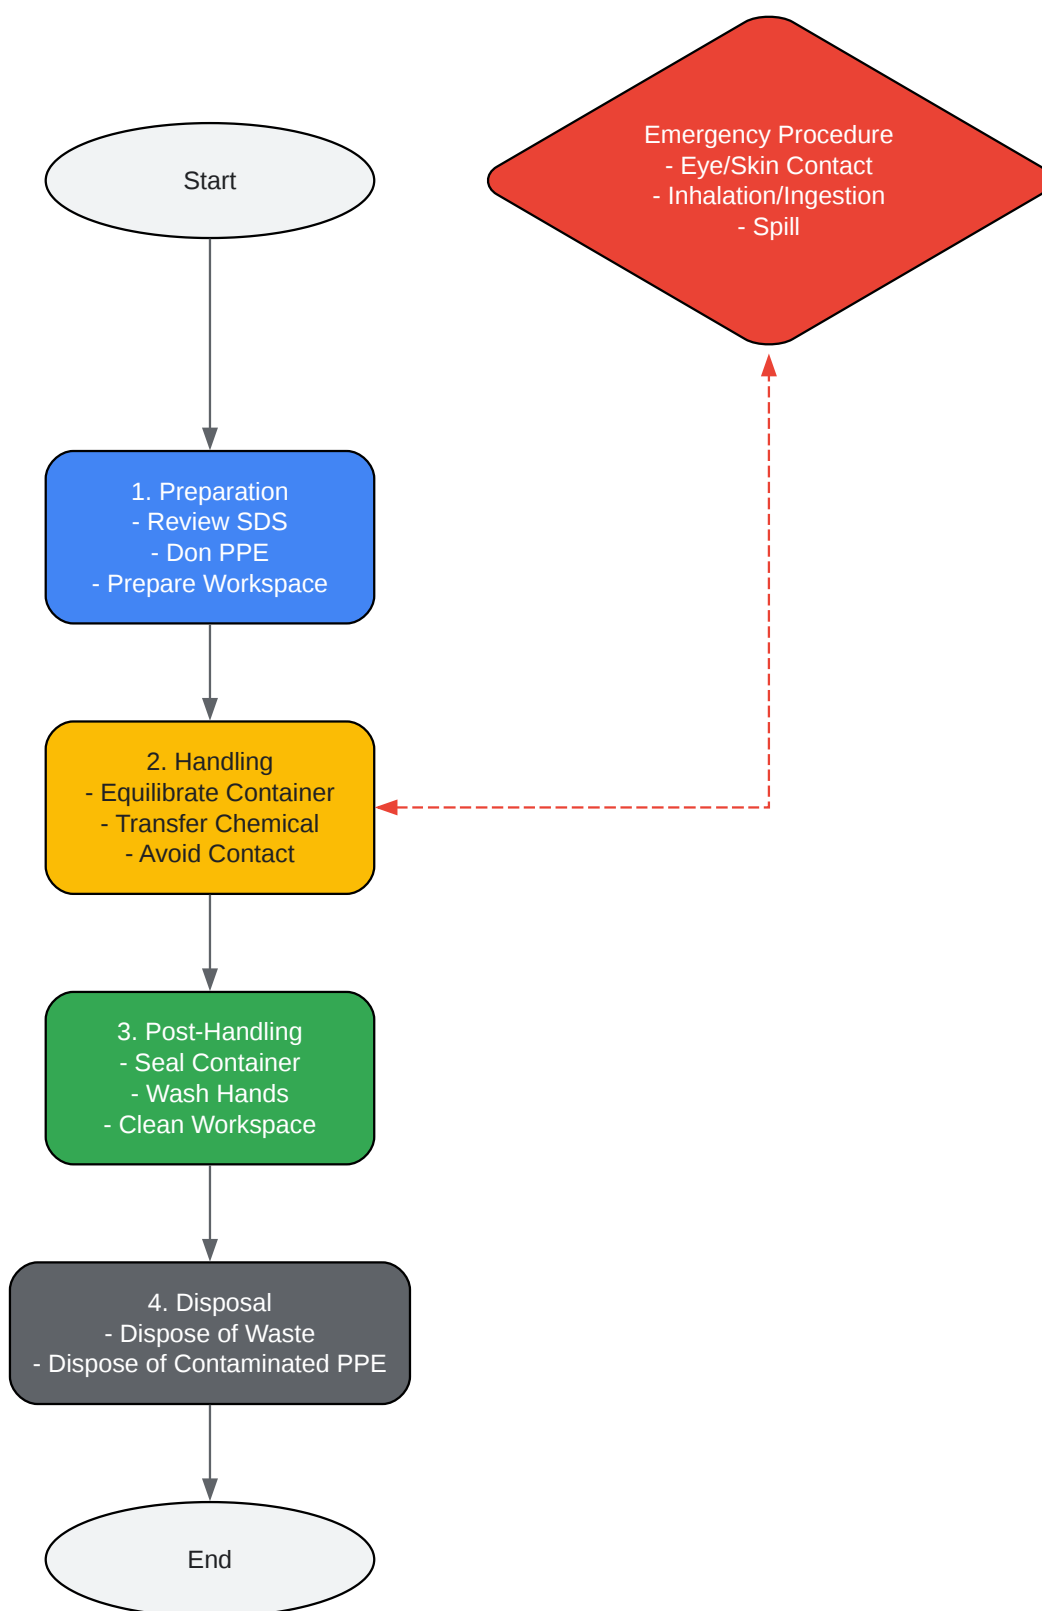 Start
Emergency Procedure
- Eye/Skin Contact
- Inhalation/Ingestion
- Spill
1. Preparation
- Review SDS
- Don PPE
- Prepare Workspace
2. Handling
- Equilibrate Container
- Transfer Chemical
- Avoid Contact
3. Post-Handling
- Seal Container
- Wash Hands
- Clean Workspace
4. Disposal
- Dispose of Waste
- Dispose of Contaminated PPE
End